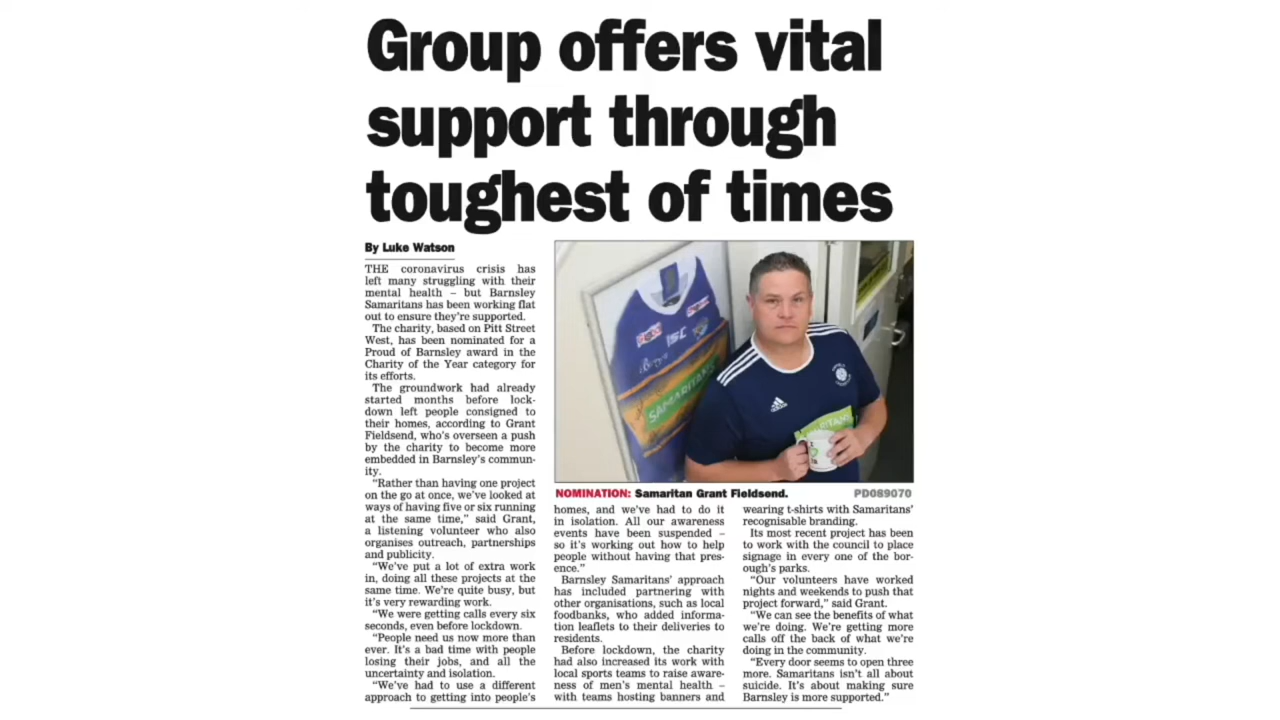 Group offers vital
support through
toughest of times
By Luke Watson
THE coronavirus crisis has
left many struggling with their
mental health – but Barnsley
Samaritans has been working flat
out to ensure they're supported.
The charity, based on Pitt Street
West, has been nominated for a
Proud of Barnsley award in the
Charity of the Year category for
its efforts.
The groundwork had already
started months before lock-
down left people consigned to
their homes, according to Grant
Fieldsend, who's overseen a push
by the charity to become more
embedded in Barnsley's commun-
ity.
“Rather than having one project
on the go at once, we've looked at
ways of having five or six running
at the same time,” said Grant,
a listening volunteer who also
organises outreach, partnerships
and publicity.
“We've put a lot of extra work
in, doing all these projects at the
same time. We're quite busy, but
it's very rewarding work.
“We were getting calls every six
seconds, even before lockdown.
“People need us now more than
ever. It's a bad time with people
losing their jobs, and all the
uncertainty and isolation.
“We've had to use a different
approach to getting into people's
ISC
SAMARITANS
NOMINATION: Samaritan Grant Fieldsend.
PD089070
homes, and we've had to do it
in isolation. All our awareness
events have been suspended –
so it's working out how to help
people without having that pres-
ence.”
Barnsley Samaritans' approach
has included partnering with
other organisations, such as local
foodbanks, who added informa-
tion leaflets to their deliveries to
residents.
Before lockdown, the charity
had also increased its work with
local sports teams to raise aware-
ness of men's mental health –
with teams hosting banners and
wearing t-shirts with Samaritans'
recognisable branding.
Its most recent project has been
to work with the council to place
signage in every one of the bor-
ough's parks.
“Our volunteers have worked
nights and weekends to push that
project forward,” said Grant.
“We can see the benefits of what
we're doing. We're getting more
calls off the back of what we're
doing in the community.
“Every door seems to open three
more. Samaritans isn't all about
suicide. It's about making sure
Barnsley is more supported.”